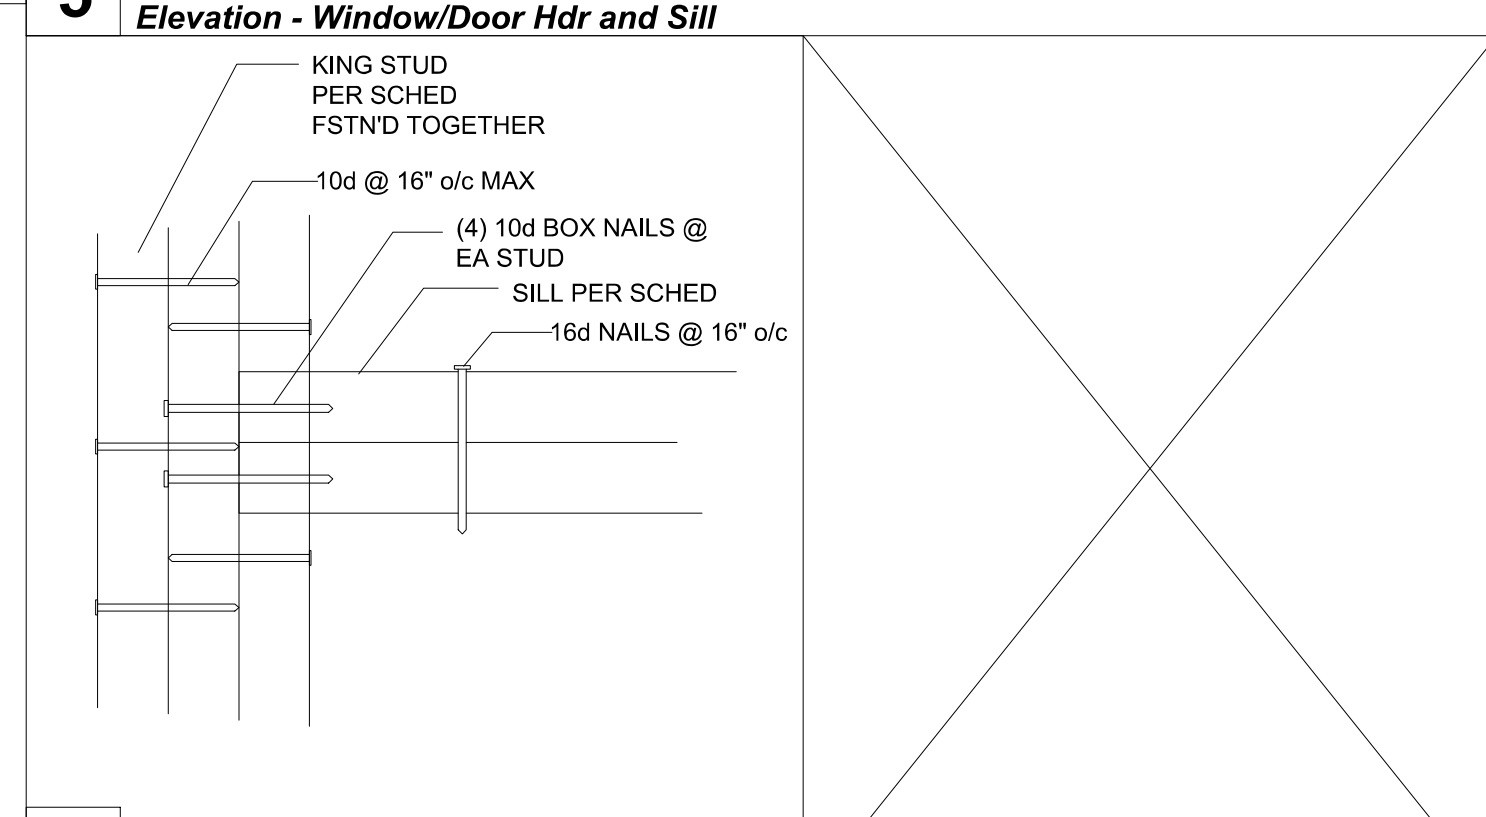 Elevation - Window/Door Hdr and Sill
KING STUD
PER SCHED
FSTN'D TOGETHER
10d @ 16" o/c MAX
(4) 10d BOX NAILS @
EA STUD
SILL PER SCHED
16d NAILS @ 16" o/c